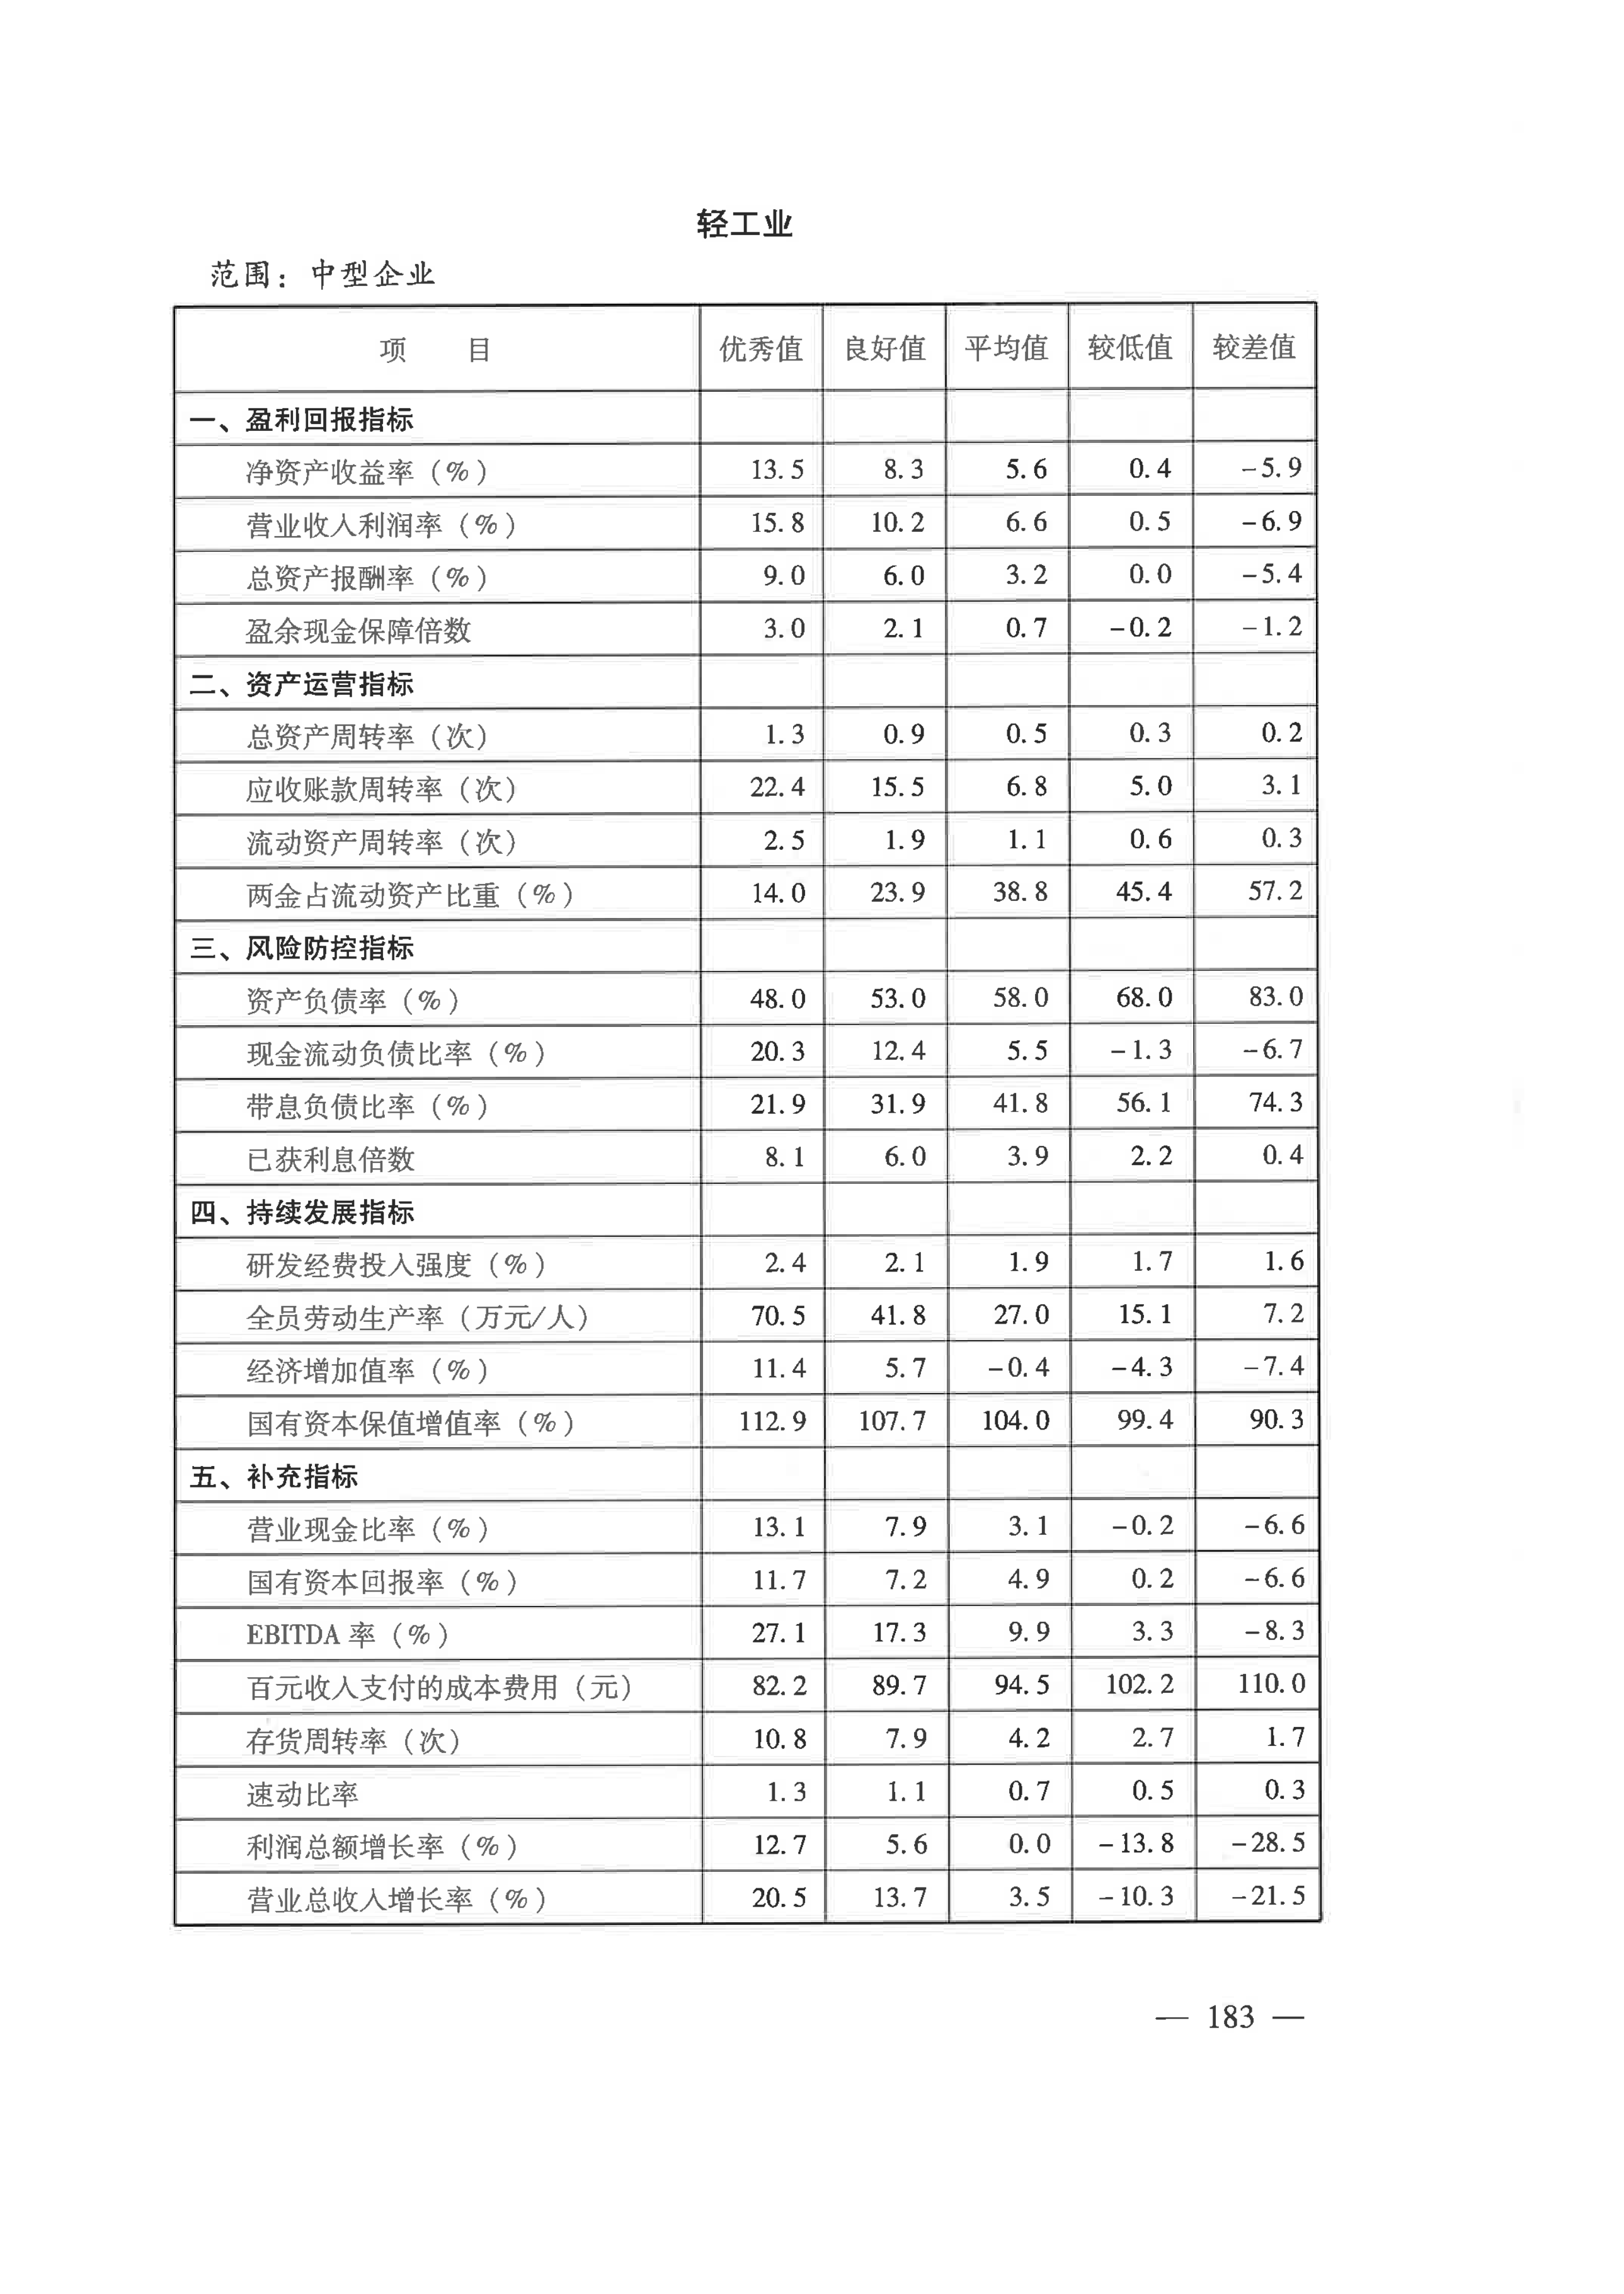 轻工业
范围：中型企业
项 目 优秀值 良好值 平均值 较低值 较差值
一、盈利回报指标
净资产收益率（%） 13.5 8.3 5.6 0.4 -5.9
营业收入利润率（%） 15.8 10.2 6.6 0.5 -6.9
总资产报酬率（%） 9.0 6.0 3.2 0.0 -5.4
盈余现金保障倍数 3.0 2.1 0.7 -0.2 -1.2
二、资产运营指标
总资产周转率（次） 1.3 0.9 0.5 0.3 0.2
应收账款周转率（次） 22.4 15.5 6.8 5.0 3.1
流动资产周转率（次） 2.5 1.9 1.1 0.6 0.3
两金占流动资产比重（%） 14.0 23.9 38.8 45.4 57.2
三、风险防控指标
资产负债率（%） 48.0 53.0 58.0 68.0 83.0
现金流动负债比率（%） 20.3 12.4 5.5 -1.3 -6.7
带息负债比率（%） 21.9 31.9 41.8 56.1 74.3
已获利息倍数 8.1 6.0 3.9 2.2 0.4
四、持续发展指标
研发经费投入强度（%） 2.4 2.1 1.9 1.7 1.6
全员劳动生产率（万元/人） 70.5 41.8 27.0 15.1 7.2
经济增加值率（%） 11.4 5.7 -0.4 -4.3 -7.4
国有资本保值增值率（%） 112.9 107.7 104.0 99.4 90.3
五、补充指标
营业现金比率（%） 13.1 7.9 3.1 -0.2 -6.6
国有资本回报率（%） 11.7 7.2 4.9 0.2 -6.6
EBITDA 率（%） 27.1 17.3 9.9 3.3 -8.3
百元收入支付的成本费用（元） 82.2 89.7 94.5 102.2 110.0
存货周转率（次） 10.8 7.9 4.2 2.7 1.7
速动比率 1.3 1.1 0.7 0.5 0.3
利润总额增长率（%） 12.7 5.6 0.0 -13.8 -28.5
营业总收入增长率（%） 20.5 13.7 3.5 -10.3 -21.5
— 183 —